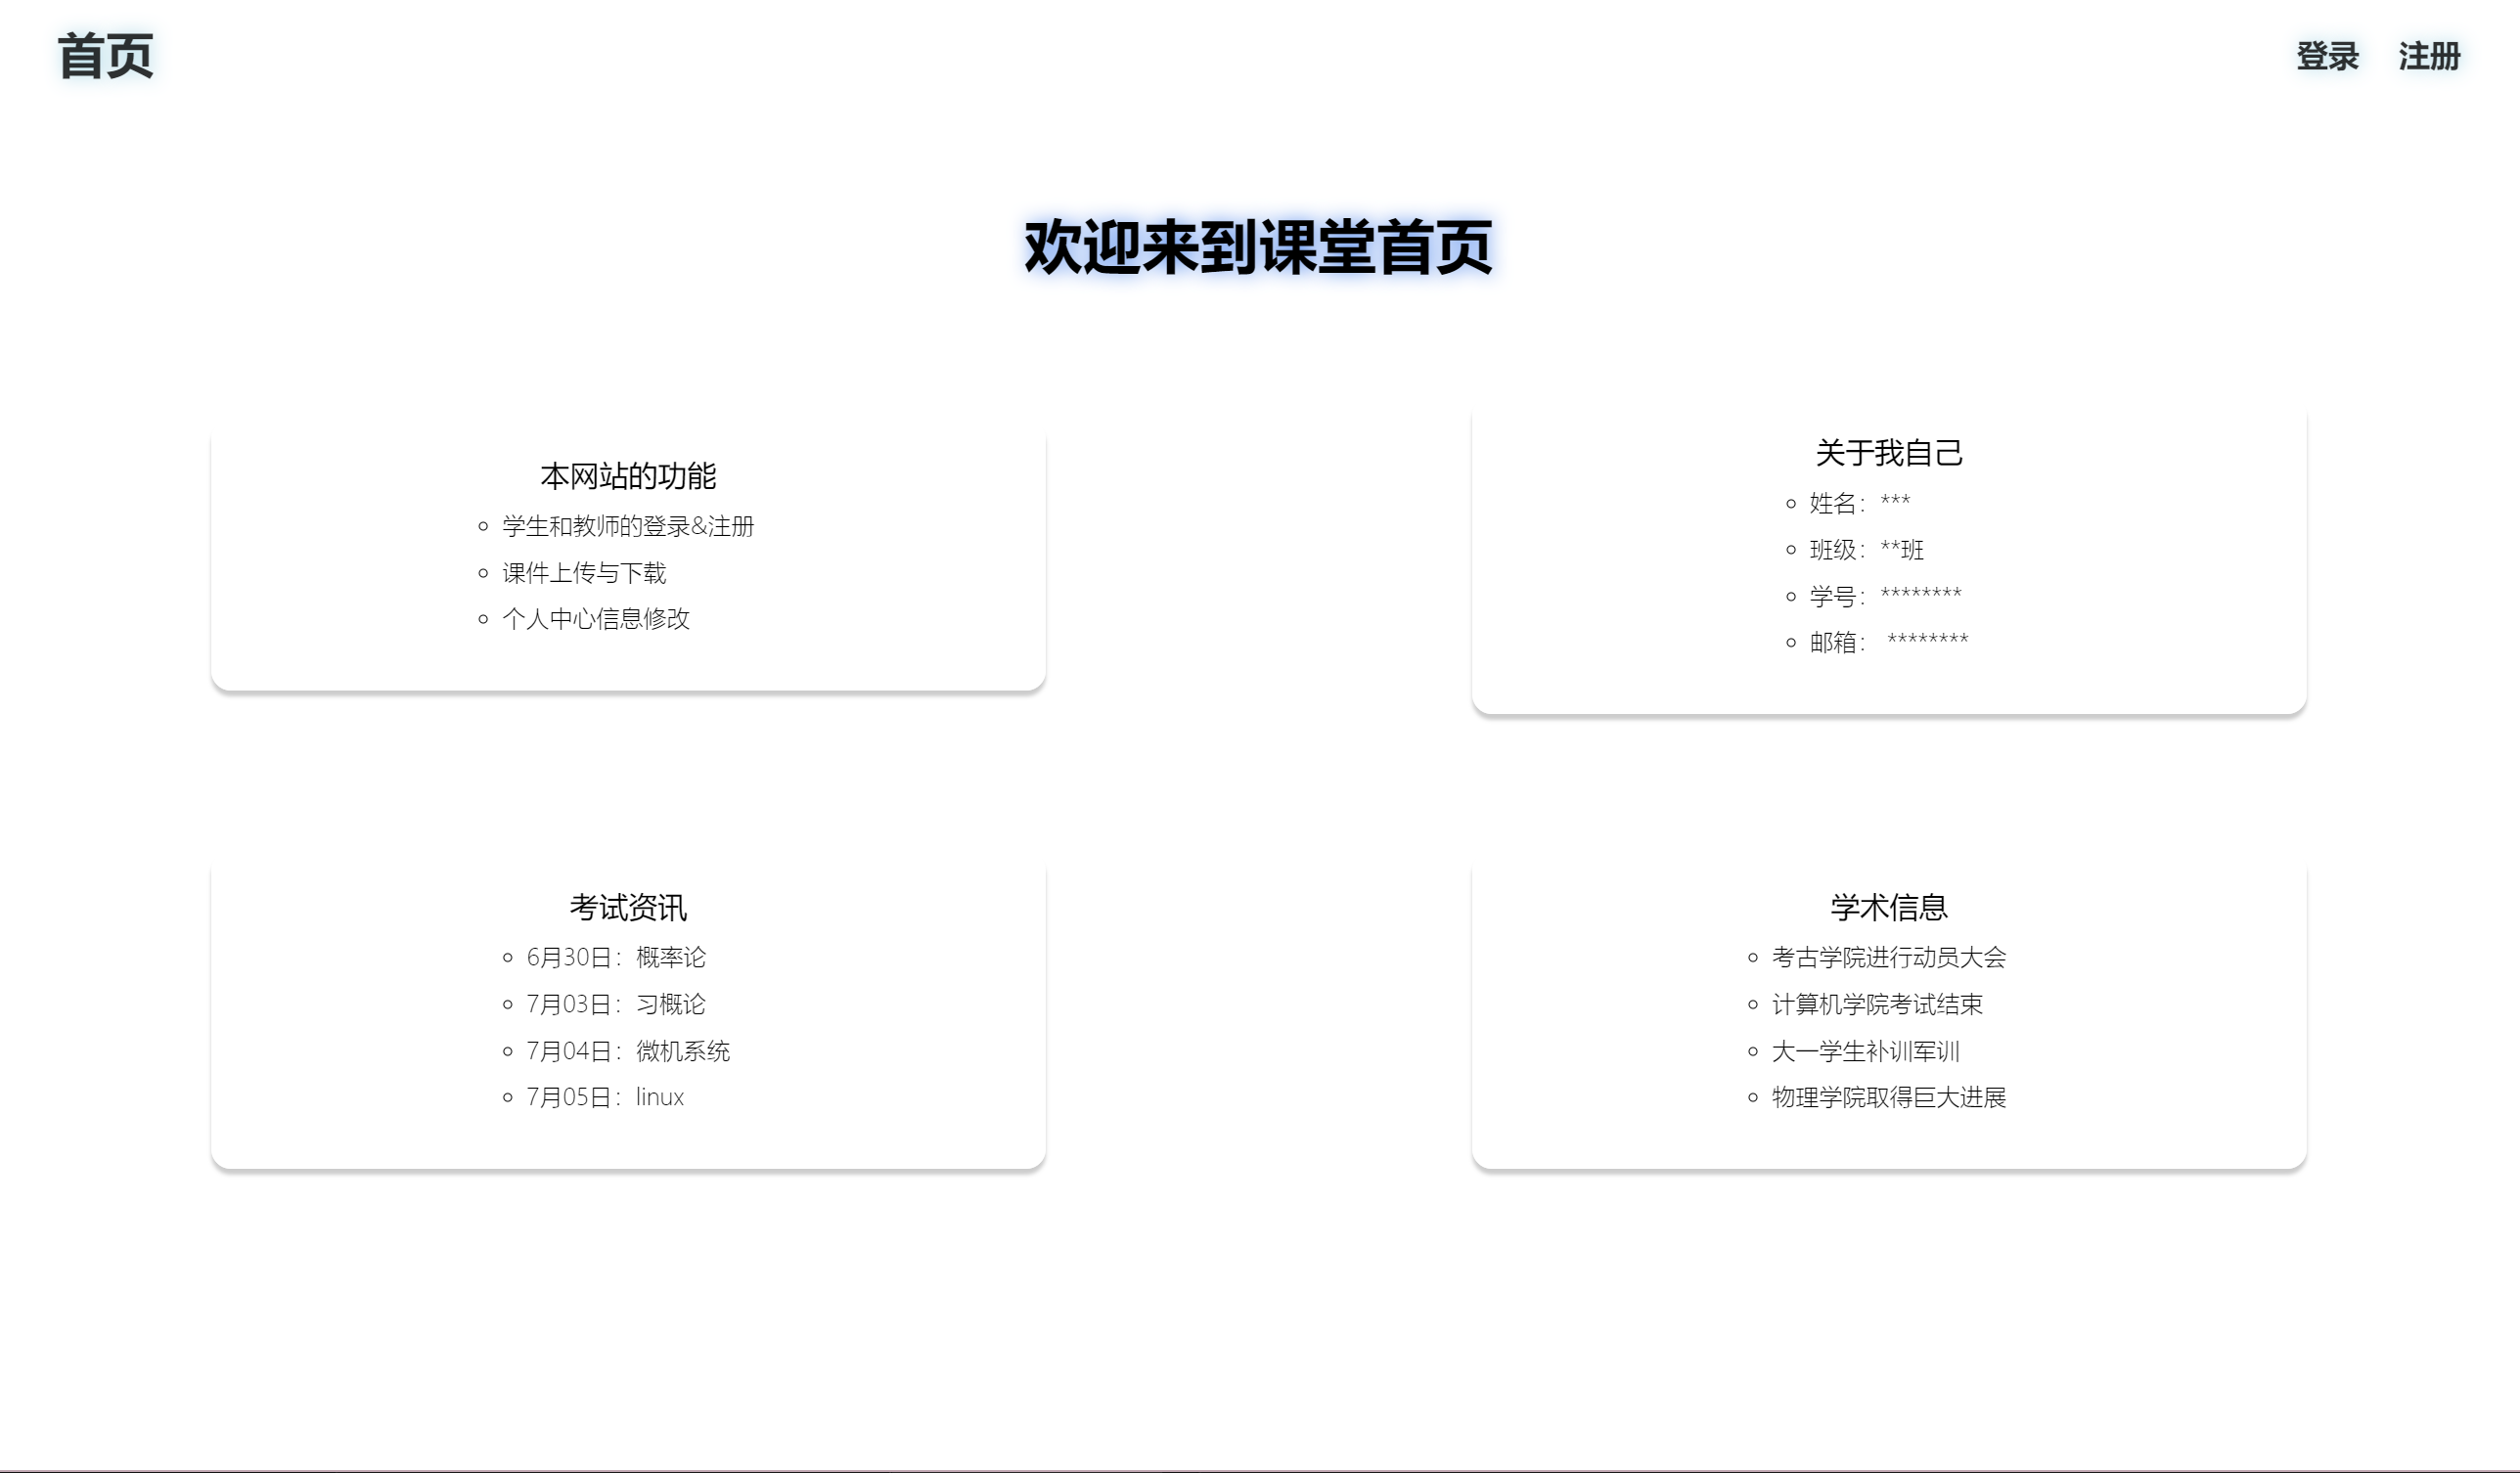 首页
登录 注册
欢迎来到课堂首页
本网站的功能
学生和教师的登录&注册
课件上传与下载
个人中心信息修改
关于我自己
姓名：***
班级：**班
学号：********
邮箱： ********
考试资讯
6月30日：概率论
7月03日：习概论
7月04日：微机系统
7月05日：linux
学术信息
考古学院进行动员大会
计算机学院考试结束
大一学生补训军训
物理学院取得巨大进展